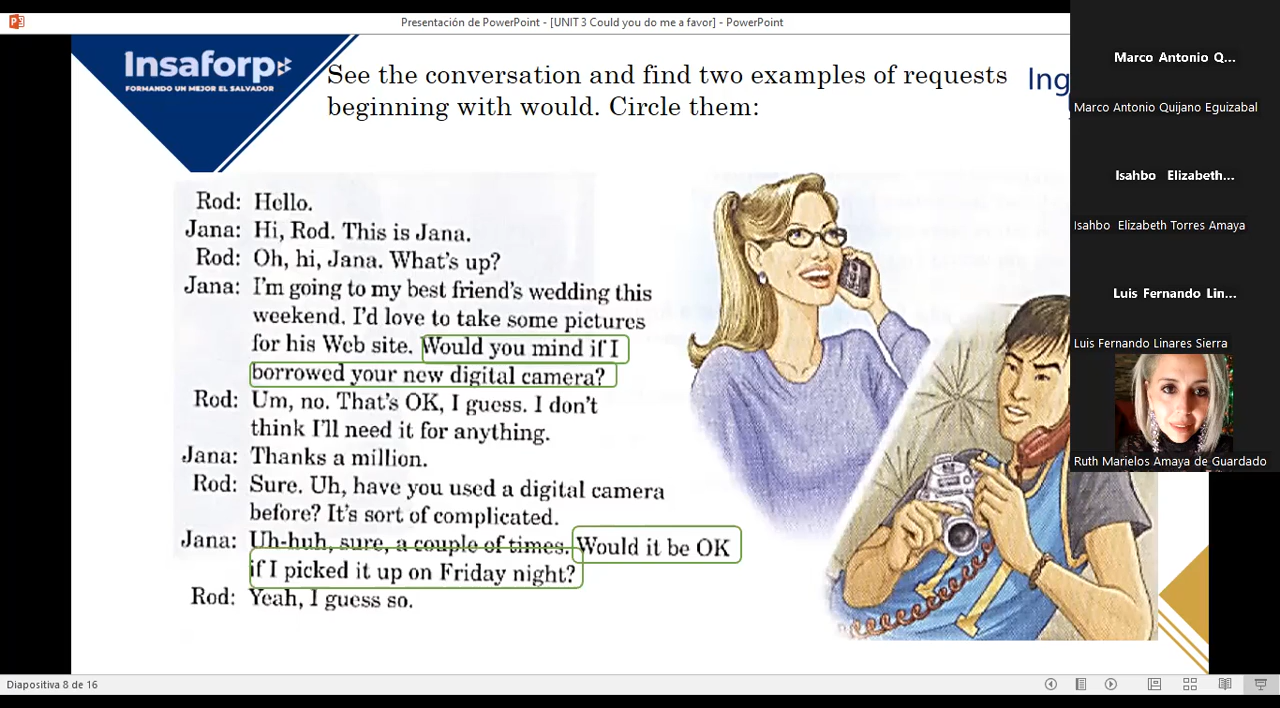 Presentación de PowerPoint - [UNIT 3 Could you do me a favor] - PowerPoint
Insaforp
FORMANDO UN MEJOR EL SALVADOR
See the conversation and find two examples of requests
beginning with would. Circle them:
Ing
Rod: Hello.
Jana: Hi, Rod. This is Jana.
Rod: Oh, hi, Jana. What's up?
Jana: I'm going to my best friend's wedding this
weekend. I'd love to take some pictures
for his Web site. Would you mind if I
borrowed your new digital camera?
Rod: Um, no. That's OK, I guess. I don't
think I'll need it for anything.
Jana: Thanks a million.
Rod: Sure. Uh, have you used a digital camera
before? It's sort of complicated.
Jana: Uh-huh, sure, a couple of times. Would it be OK
if I picked it up on Friday night?
Rod: Yeah, I guess so.
Marco Antonio Q...
Marco Antonio Quijano Eguizabal
Isahbo Elizabeth...
Isahbo Elizabeth Torres Amaya
Luis Fernando Lin...
Luis Fernando Linares Sierra
Ruth Marielos Amaya de Guardado
Diapositiva 8 de 16